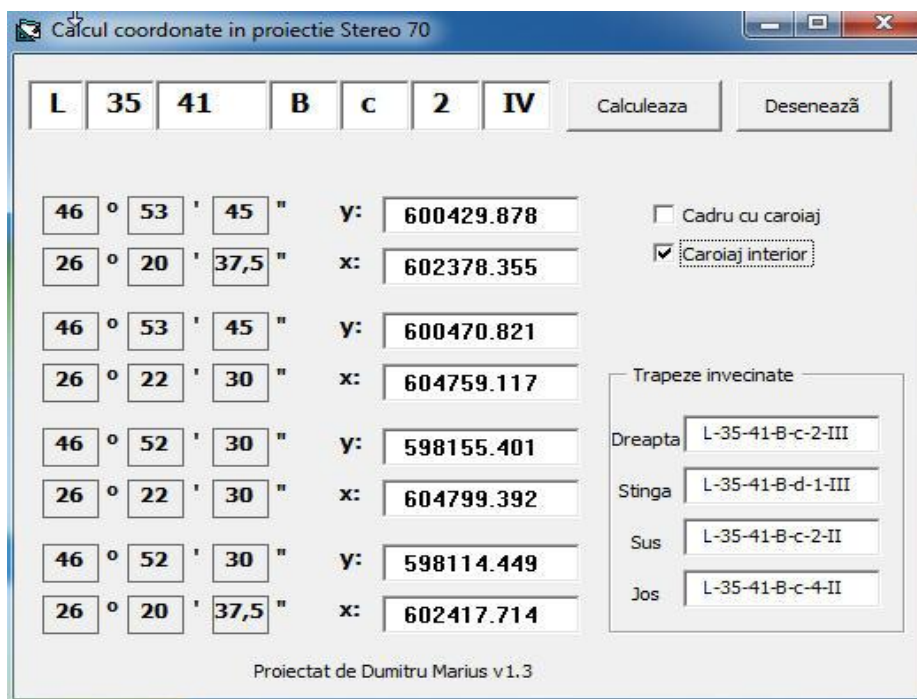 Calcul coordonate in proiectie Stereo 70
L 35 41 B c 2 IV Calculeaza Desenează
46 ° 53 ' 45 " y: 600429.878
26 ° 20 ' 37,5 " x: 602378.355
46 ° 53 ' 45 " y: 600470.821
26 ° 22 ' 30 " x: 604759.117
46 ° 52 ' 30 " y: 598155.401
26 ° 22 ' 30 " x: 604799.392
46 ° 52 ' 30 " y: 598114.449
26 ° 20 ' 37,5 " x: 602417.714
Cadru cu caroiaj
Caroiaj interior
Trapeze invecinate
Dreapta L-35-41-B-c-2-III
Stinga L-35-41-B-d-1-III
Sus L-35-41-B-c-2-II
Jos L-35-41-B-c-4-II
Proiectat de Dumitru Marius v1.3